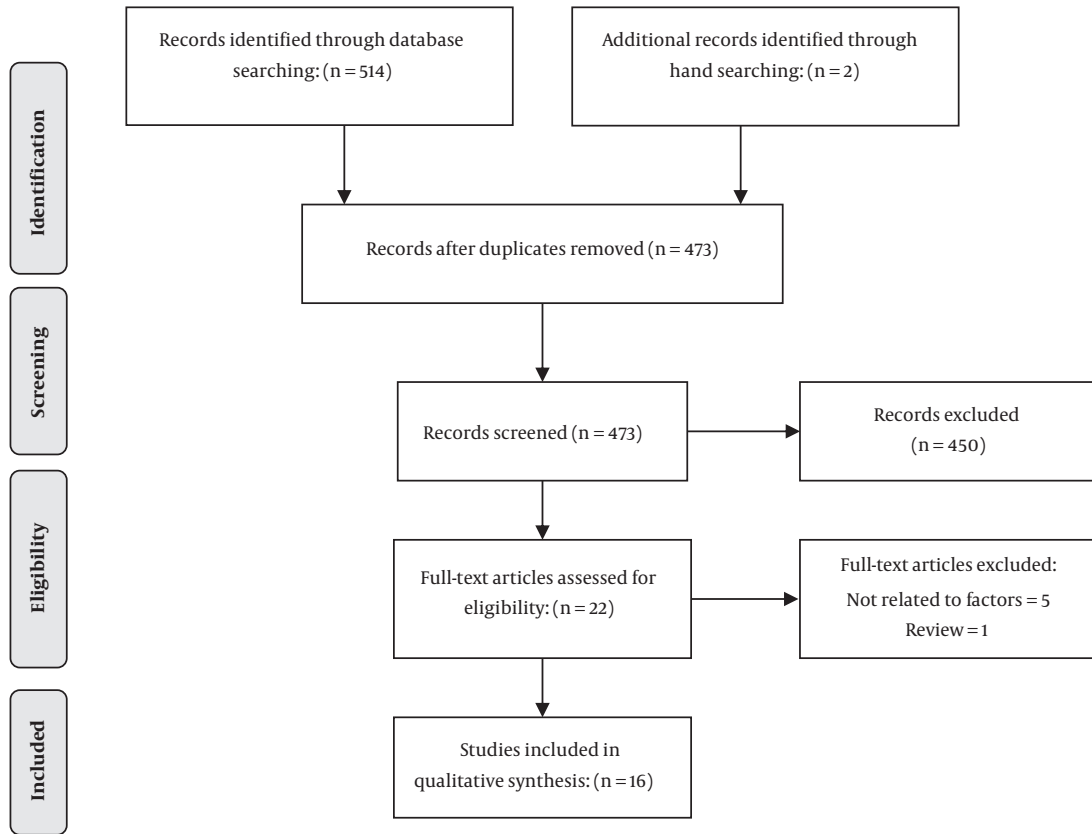 Records identified through database
searching: (n = 514)
Additional records identified through
hand searching: (n = 2)
Identification
Records after duplicates removed (n = 473)
Screening
Records screened (n = 473)
Records excluded
(n = 450)
Eligibility
Full-text articles assessed for
eligibility: (n = 22)
Full-text articles excluded:
Not related to factors = 5
Review = 1
Included
Studies included in
qualitative synthesis: (n = 16)